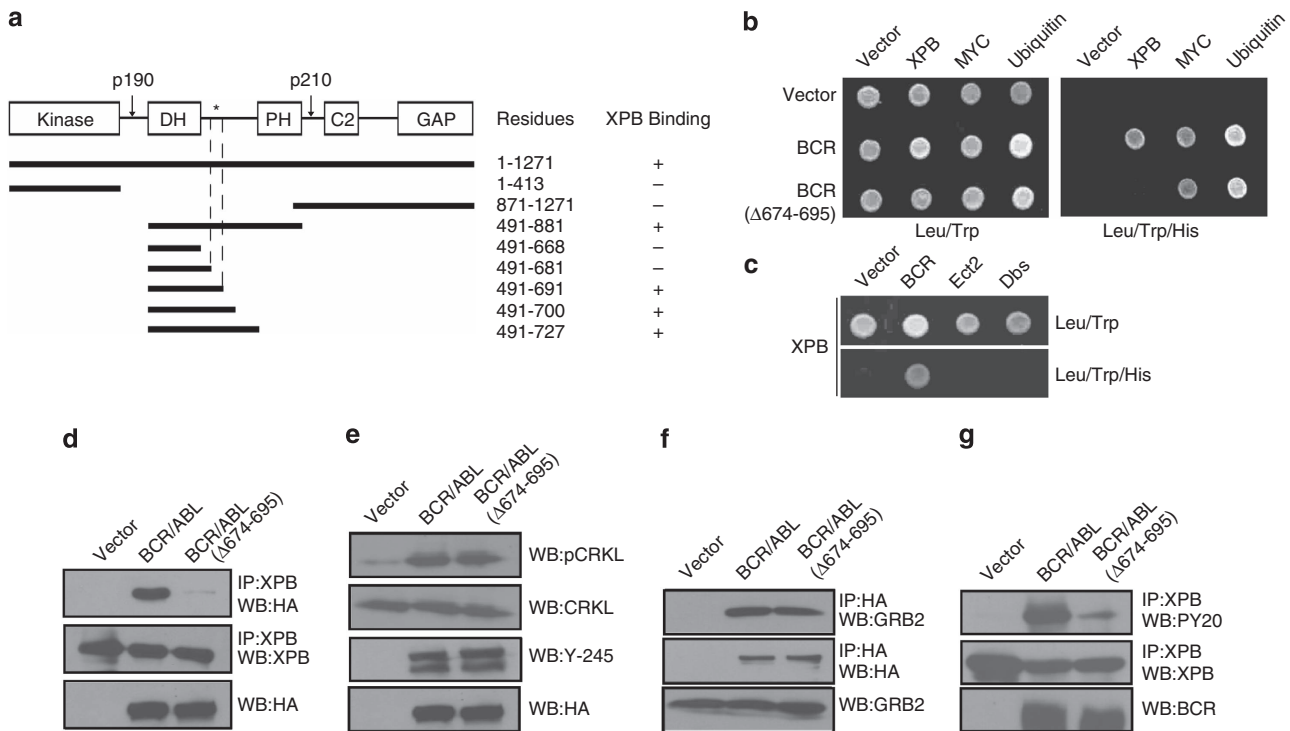 a
p190
p210
*
Kinase
DH
PH
C2
GAP
Residues
XPB Binding
1-1271
+
1-413
–
871-1271
–
491-881
+
491-668
–
491-681
–
491-691
+
491-700
+
491-727
+
b
Vector
XPB
MYC
Ubiquitin
Vector
XPB
MYC
Ubiquitin
Vector
BCR
BCR
(Δ674-695)
Leu/Trp
Leu/Trp/His
c
Vector
BCR
Ect2
Dbs
XPB
Leu/Trp
Leu/Trp/His
d
Vector
BCR/ABL
BCR/ABL
(Δ674-695)
IP:XPB
WB:HA
IP:XPB
WB:XPB
WB:HA
e
Vector
BCR/ABL
BCR/ABL
(Δ674-695)
WB:pCRKL
WB:CRKL
WB:Y-245
WB:HA
f
Vector
BCR/ABL
BCR/ABL
(Δ674-695)
IP:HA
WB:GRB2
IP:HA
WB:HA
WB:GRB2
g
Vector
BCR/ABL
BCR/ABL
(Δ674-695)
IP:XPB
WB:PY20
IP:XPB
WB:XPB
WB:BCR